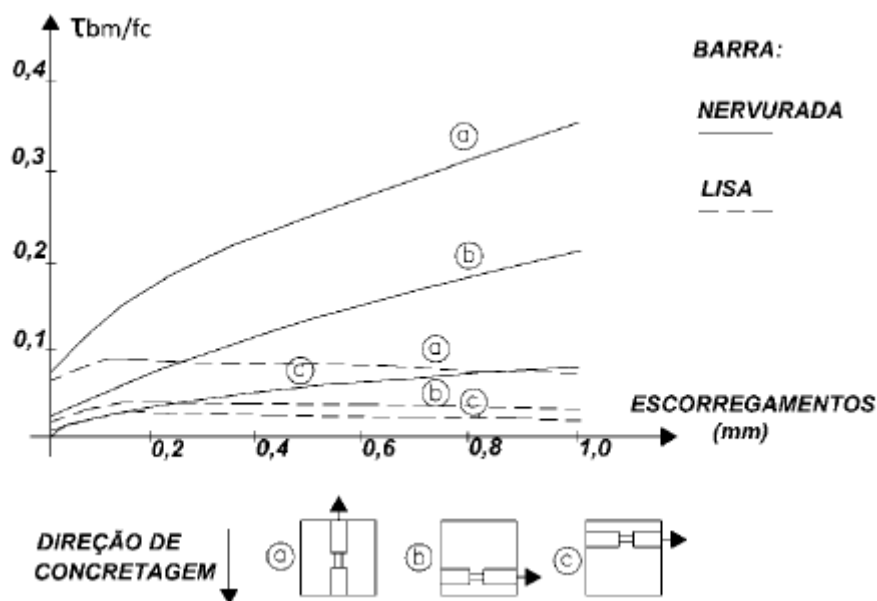 τbm/fc
0,4
0,3
0,2
0,1
0,2
0,4
0,6
0,8
1,0
a
b
a
c
b
c
BARRA:
NERVURADA
LISA
ESCORREGAMENTOS
(mm)
DIREÇÃO DE
CONCRETAGEM
a
b
c